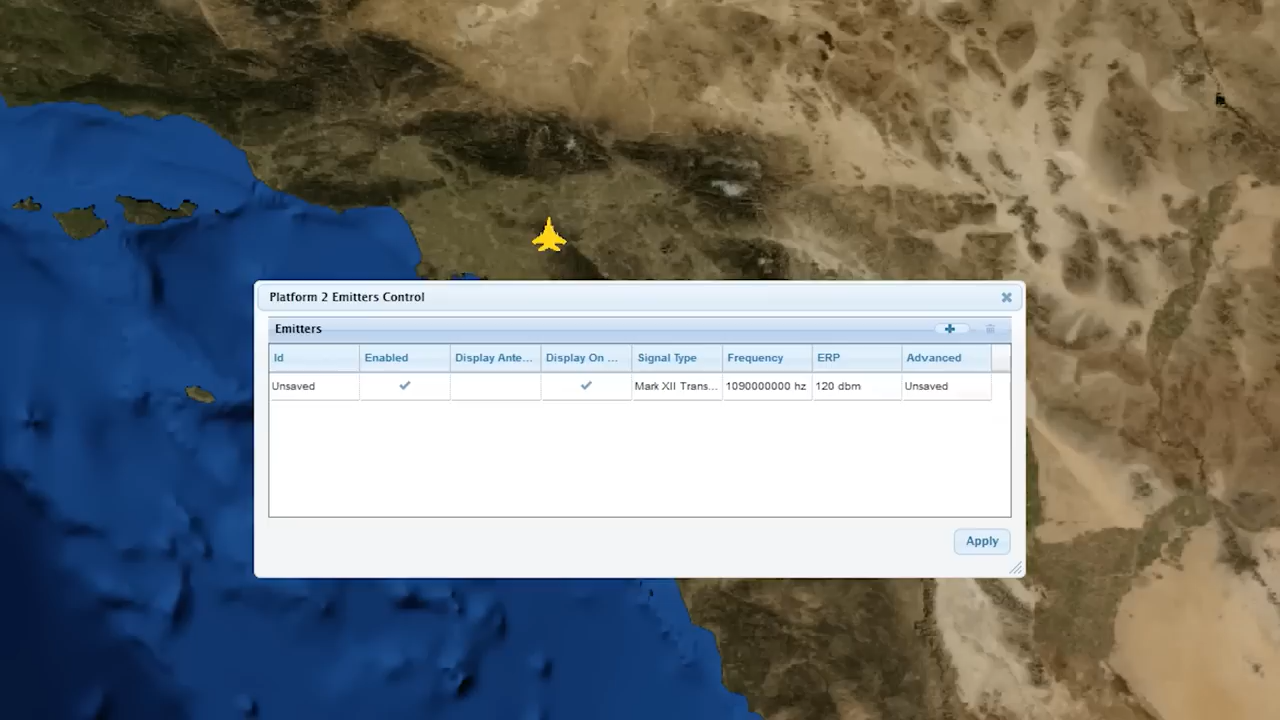 Platform 2 Emitters Control
Emitters
Id Enabled Display Ante... Display On ... Signal Type Frequency ERP Advanced
Unsaved Mark XII Trans... 1090000000 hz 120 dbm Unsaved
Apply